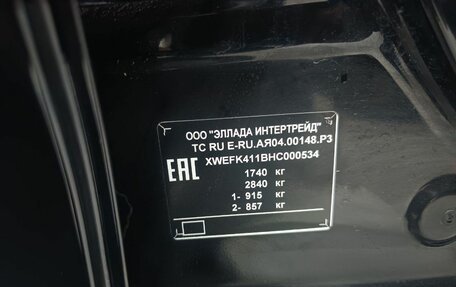 ООО "ЭЛЛАДА ИНТЕРТРЕЙД"
ТС RU E-RU.АЯ04.00148.Р3
EAC
XWEFK411BHC000534
1740 кг
2840 кг
1- 915 кг
2- 857 кг